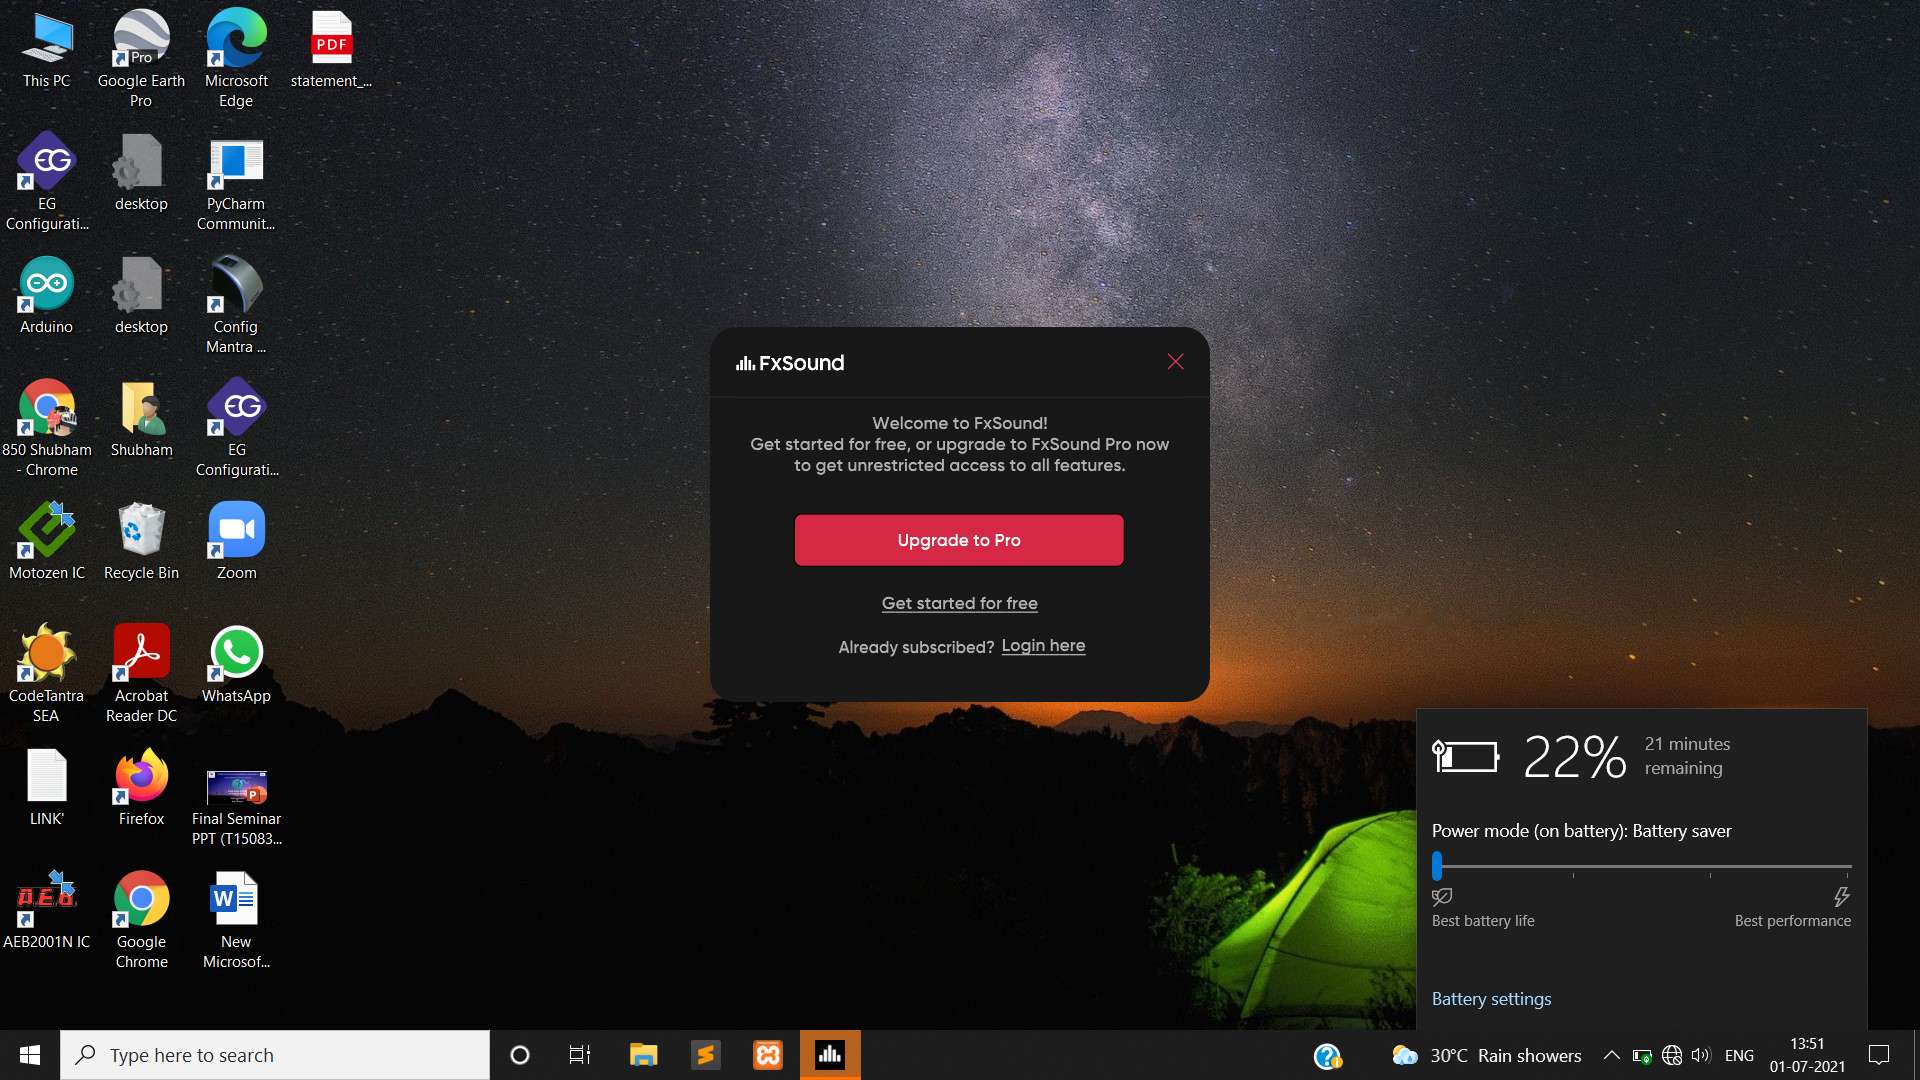 This PC
Pro
Google Earth
Pro
Microsoft
Edge
PDF
statement_...
EG
EG
Configurati...
desktop
PyCharm
Communit...
Arduino
desktop
Config
Mantra ...
850 Shubham
- Chrome
Shubham
EG
EG
Configurati...
Motozen IC
Recycle Bin
Zoom
CodeTantra
SEA
Acrobat
Reader DC
WhatsApp
LINK'
Firefox
P
Final Seminar
PPT (T15083...
AEB2001N IC
Google
Chrome
W
New
Microsof...
FxSound
Welcome to FxSound!
Get started for free, or upgrade to FxSound Pro now
to get unrestricted access to all features.
Upgrade to Pro
Get started for free
Already subscribed? Login here
22%
21 minutes
remaining
Power mode (on battery): Battery saver
Best battery life
Best performance
Battery settings
Type here to search
30°C Rain showers
ENG
13:51
01-07-2021